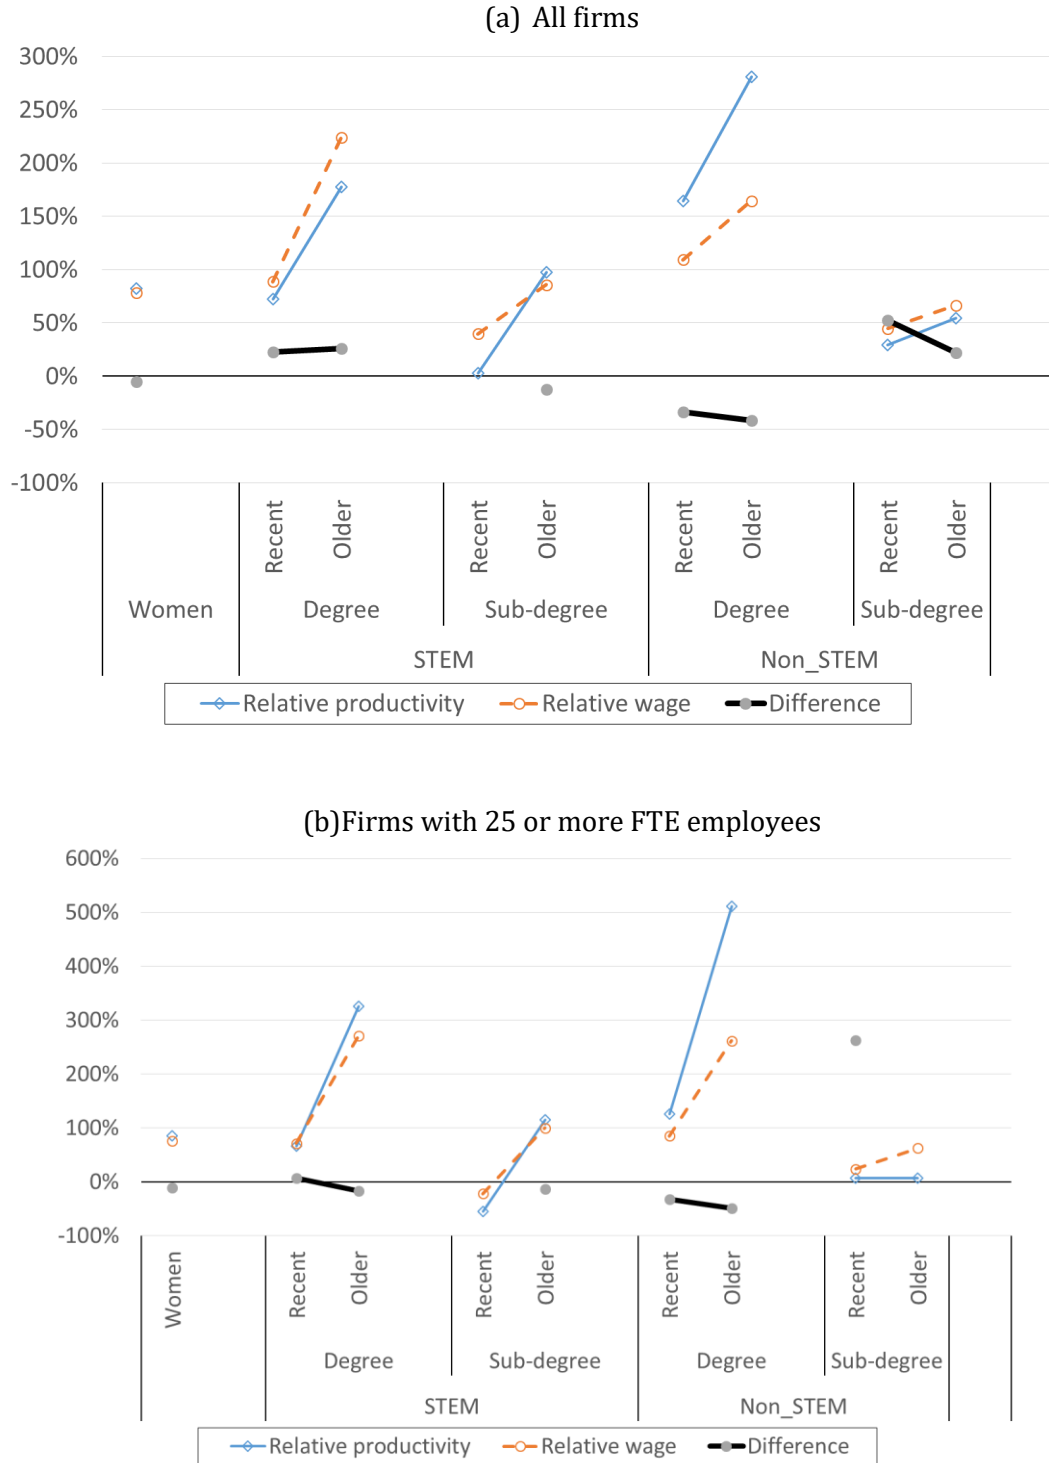 (a) All firms
300%
250%
200%
150%
100%
50%
0%
-50%
-100%
Recent Older Recent Older Recent Older Recent Older
Women Degree Sub-degree Degree Sub-degree
STEM Non_STEM
Relative productivity Relative wage Difference
(b)Firms with 25 or more FTE employees
600%
500%
400%
300%
200%
100%
0%
-100%
Women Recent Older Recent Older Recent Older Recent Older
Degree Sub-degree Degree Sub-degree
STEM Non_STEM
Relative productivity Relative wage Difference